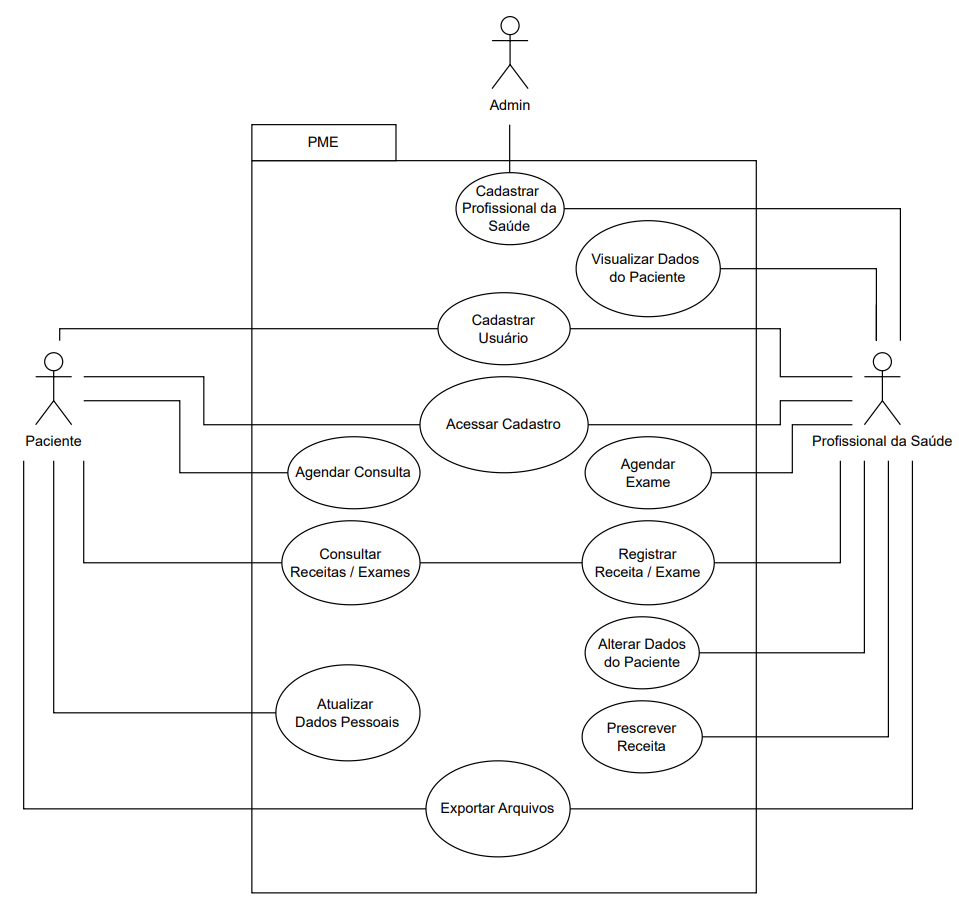 Admin
PME
Cadastrar
Profissional da
Saúde
Visualizar Dados
do Paciente
Cadastrar
Usuário
Paciente
Acessar Cadastro
Profissional da Saúde
Agendar Consulta
Agendar
Exame
Consultar
Receitas / Exames
Registrar
Receita / Exame
Alterar Dados
do Paciente
Atualizar
Dados Pessoais
Prescrever
Receita
Exportar Arquivos